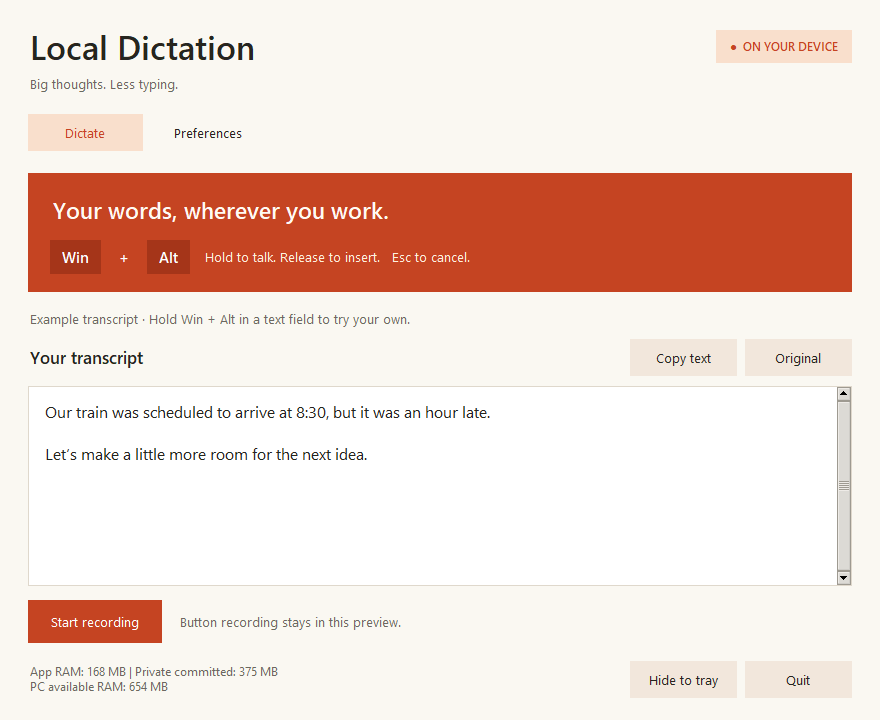 Local Dictation
● ON YOUR DEVICE
Big thoughts. Less typing.
Dictate
Preferences
Your words, wherever you work.
Win + Alt Hold to talk. Release to insert. Esc to cancel.
Example transcript · Hold Win + Alt in a text field to try your own.
Your transcript
Copy text
Original
Our train was scheduled to arrive at 8:30, but it was an hour late.
Let's make a little more room for the next idea.
Start recording
Button recording stays in this preview.
App RAM: 168 MB | Private committed: 375 MB
PC available RAM: 654 MB
Hide to tray
Quit